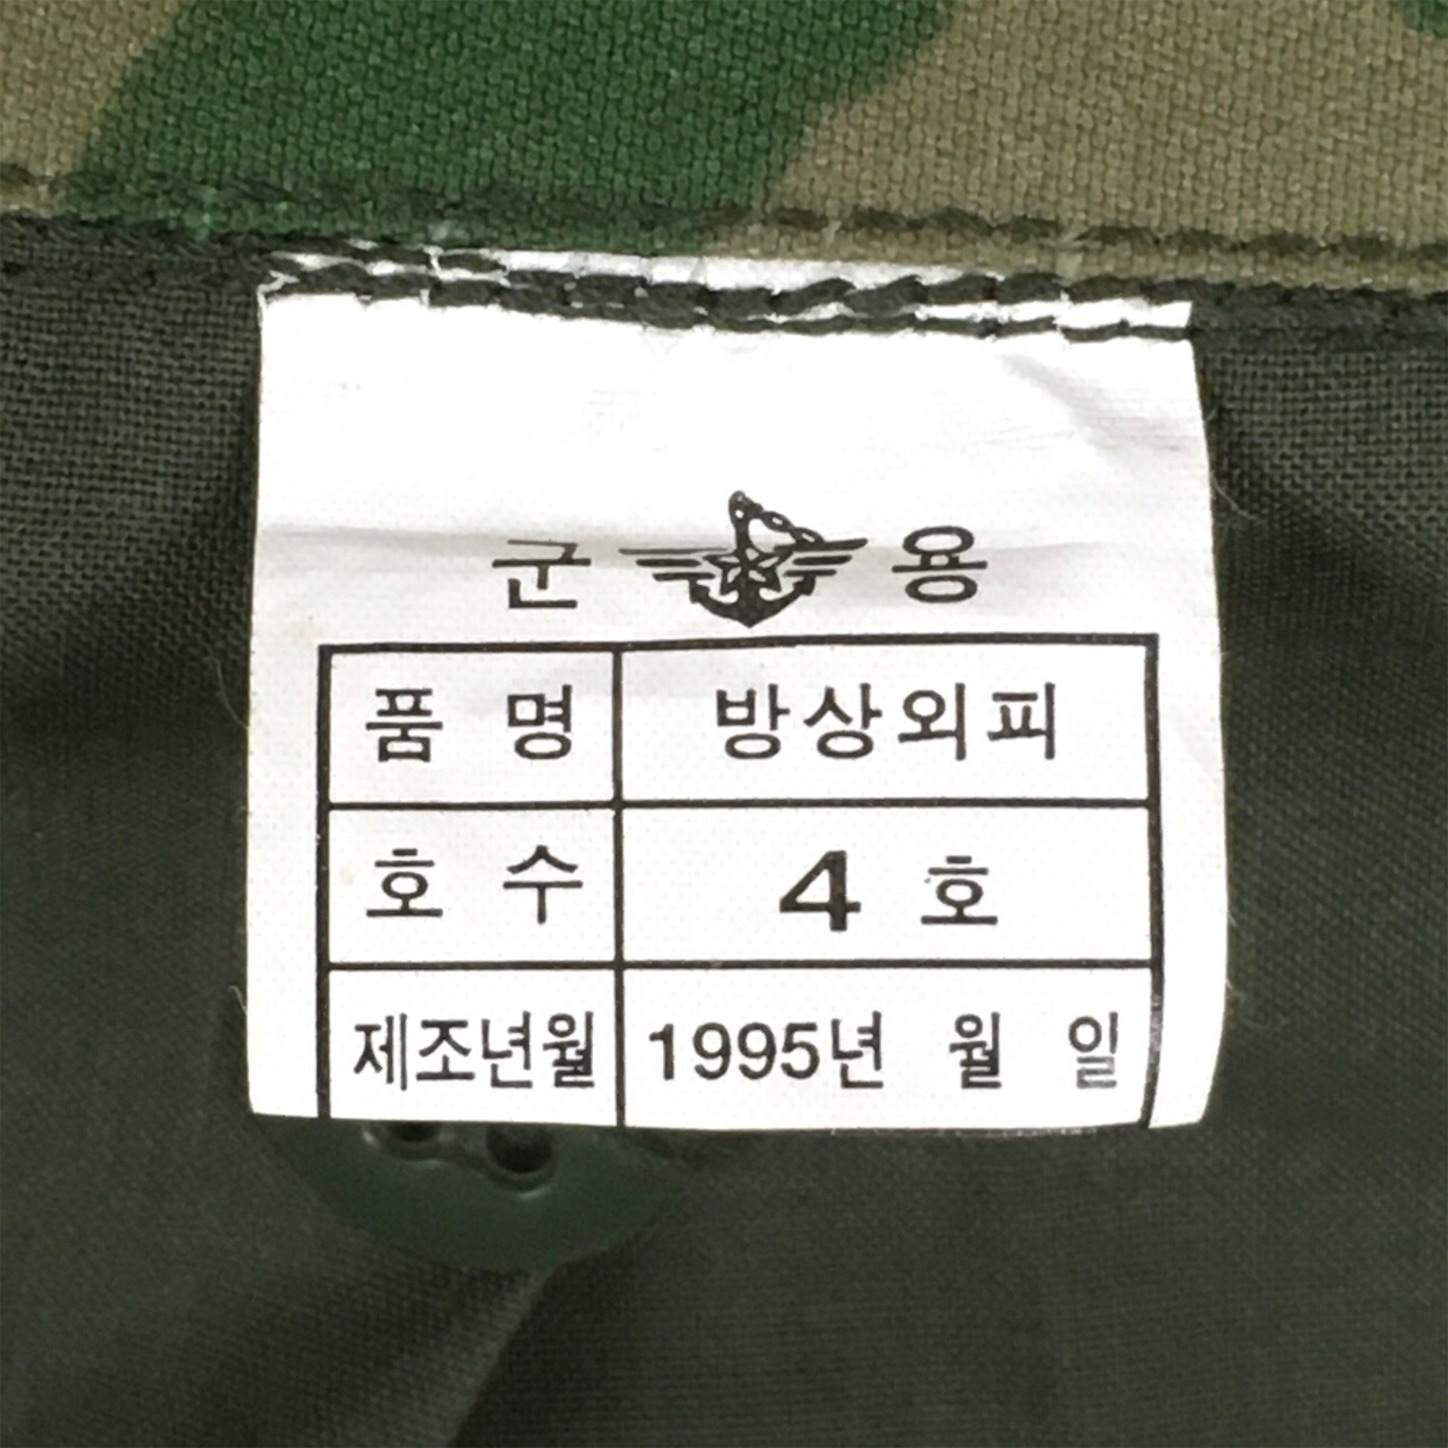 군 용
품 명 방상외피
호 수 4 호
제조년월 1995년 월 일